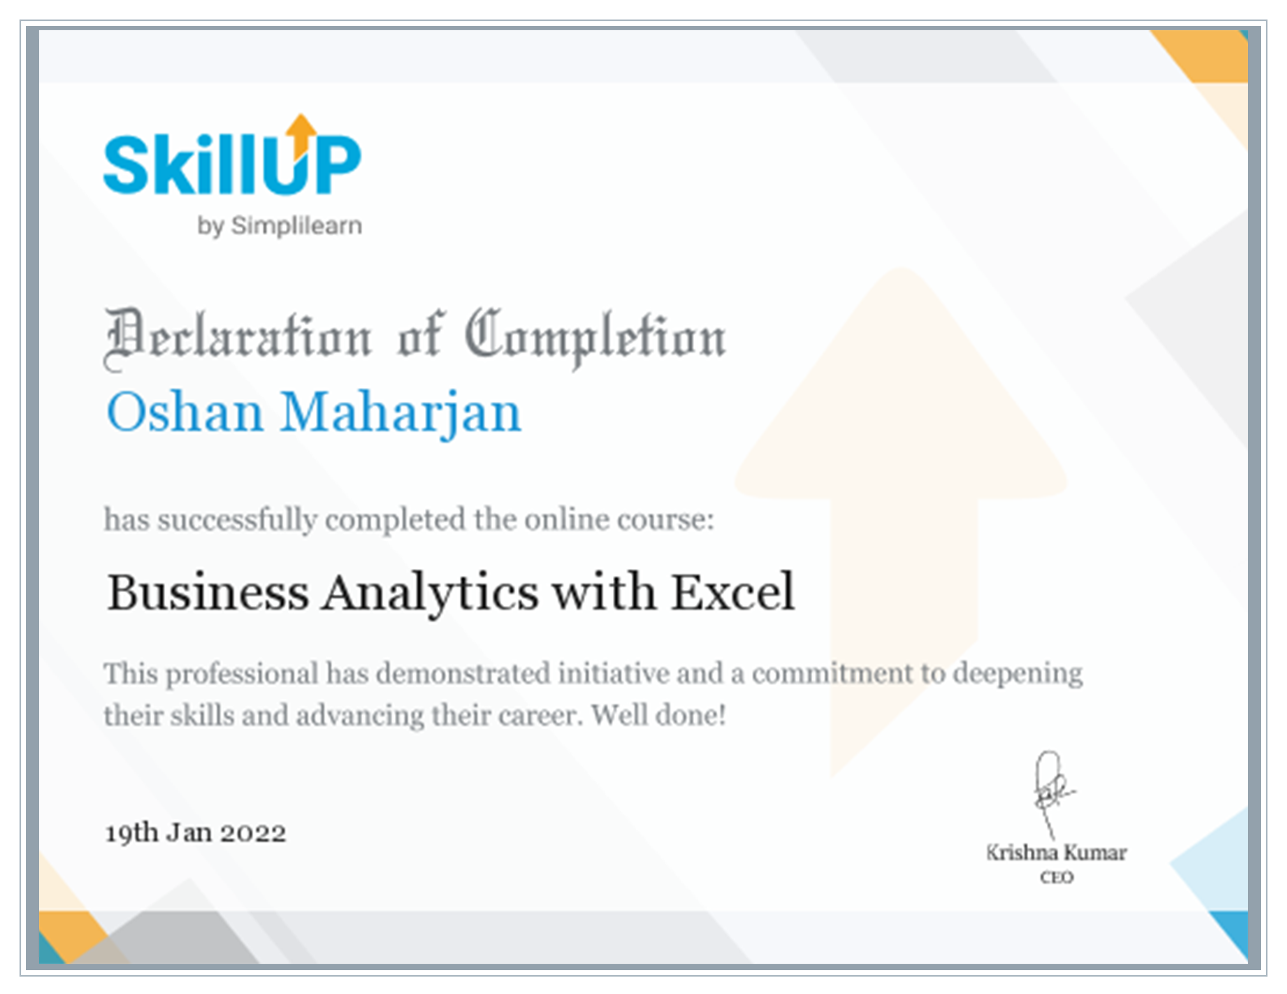 SkillUP
by Simplilearn
Declaration of Completion
Oshan Maharjan
has successfully completed the online course:
Business Analytics with Excel
This professional has demonstrated initiative and a commitment to deepening
their skills and advancing their career. Well done!
19th Jan 2022
Krishna Kumar
CEO